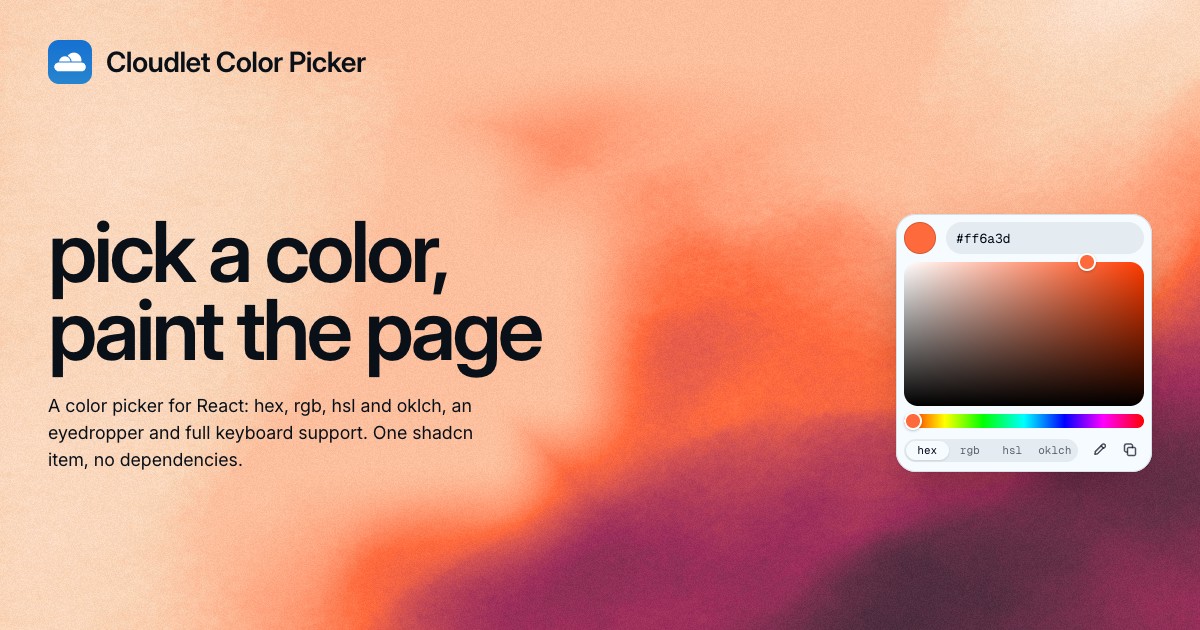 Cloudlet Color Picker
pick a color,
paint the page
A color picker for React: hex, rgb, hsl and oklch, an
eyedropper and full keyboard support. One shadcn
item, no dependencies.
#ff6a3d
hex rgb hsl oklch